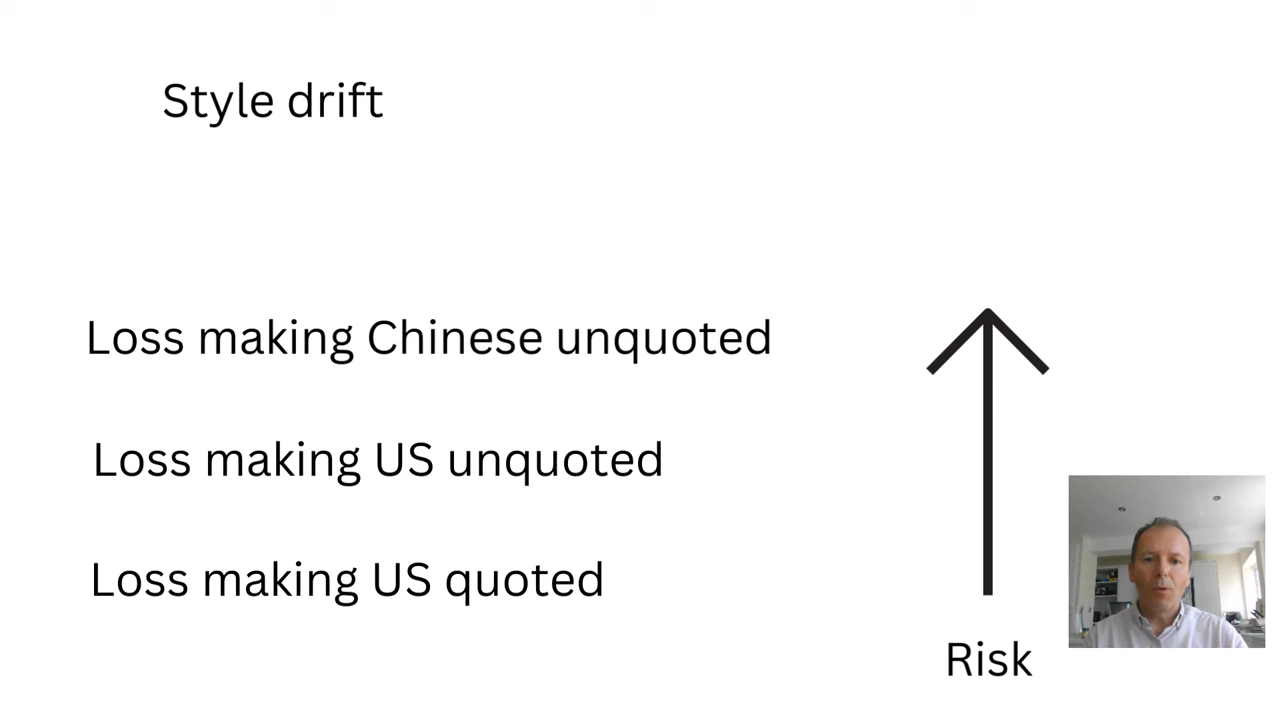 Style drift
Loss making Chinese unquoted
Loss making US unquoted
Loss making US quoted
Risk